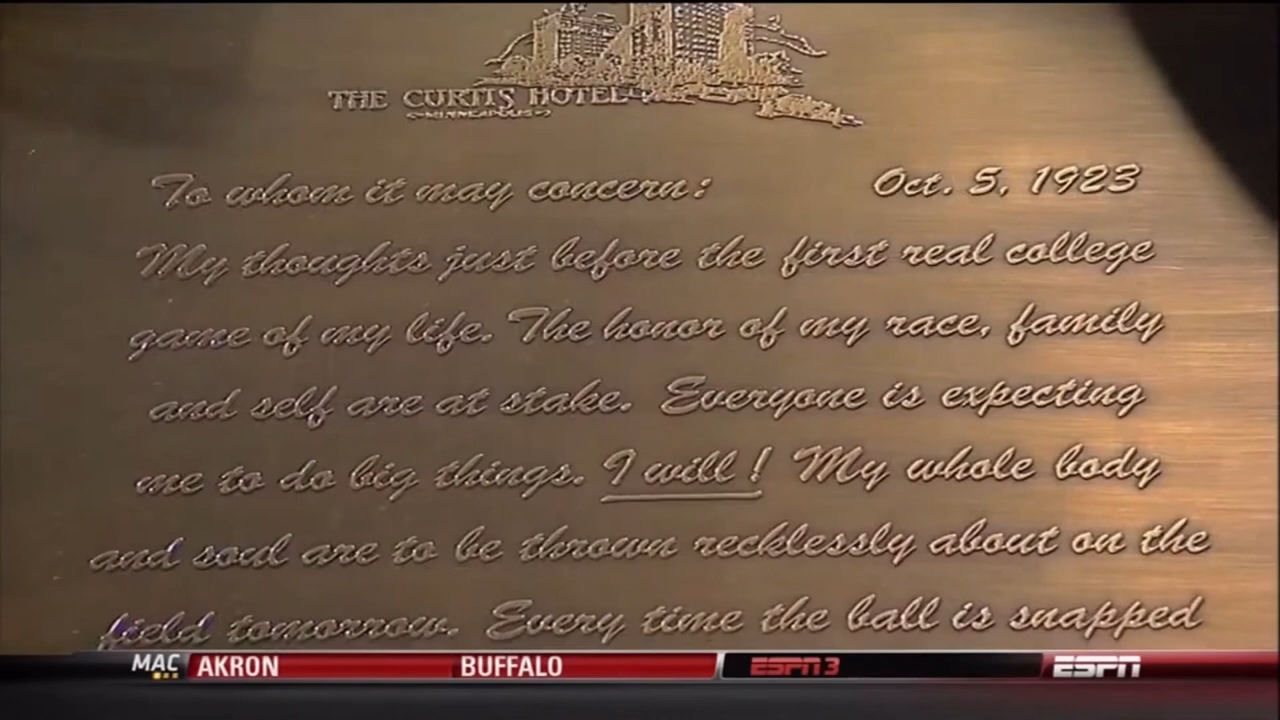 THE CURTIS HOTEL
MINNEAPOLIS
To whom it may concern: Oct. 5, 1923
My thoughts just before the first real college
game of my life. The honor of my race, family
and self are at stake. Everyone is expecting
me to do big things. I will! My whole body
and soul are to be thrown recklessly about on the
field tomorrow. Every time the ball is snapped
MAC AKRON BUFFALO ESPN3 ESPN